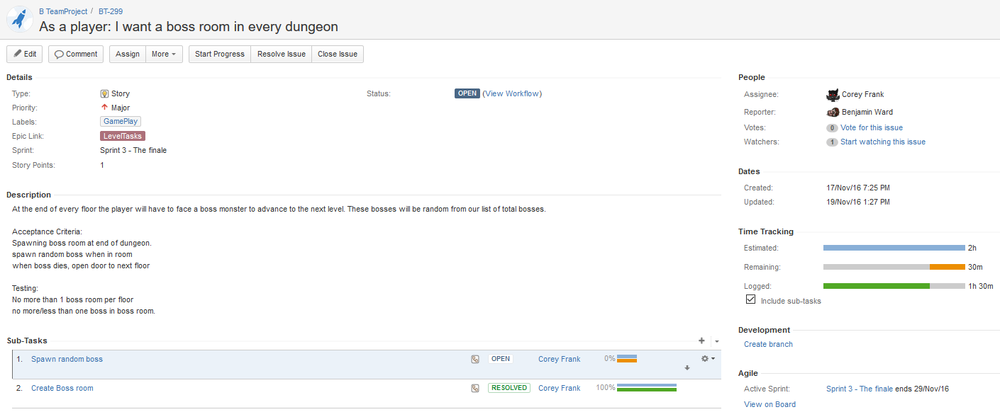 B TeamProject / BT-299
As a player: I want a boss room in every dungeon
Edit Comment Assign More Start Progress Resolve Issue Close Issue
Details
Type: Story
Status: OPEN (View Workflow)
Priority: Major
Labels: GamePlay
Epic Link: LevelTasks
Sprint: Sprint 3 - The finale
Story Points: 1
Description
At the end of every floor the player will have to face a boss monster to advance to the next level. These bosses will be random from our list of total bosses.
Acceptance Criteria:
Spawning boss room at end of dungeon.
spawn random boss when in room
when boss dies, open door to next floor
Testing:
No more than 1 boss room per floor
no more/less than one boss in boss room.
Sub-Tasks
1. Spawn random boss OPEN Corey Frank 0%
2. Create Boss room RESOLVED Corey Frank 100%
People
Assignee: Corey Frank
Reporter: Benjamin Ward
Votes: 0 Vote for this issue
Watchers: 1 Start watching this issue
Dates
Created: 17/Nov/16 7:25 PM
Updated: 19/Nov/16 1:27 PM
Time Tracking
Estimated: 2h
Remaining: 30m
Logged: 1h 30m
Include sub-tasks
Development
Create branch
Agile
Active Sprint: Sprint 3 - The finale ends 29/Nov/16
View on Board